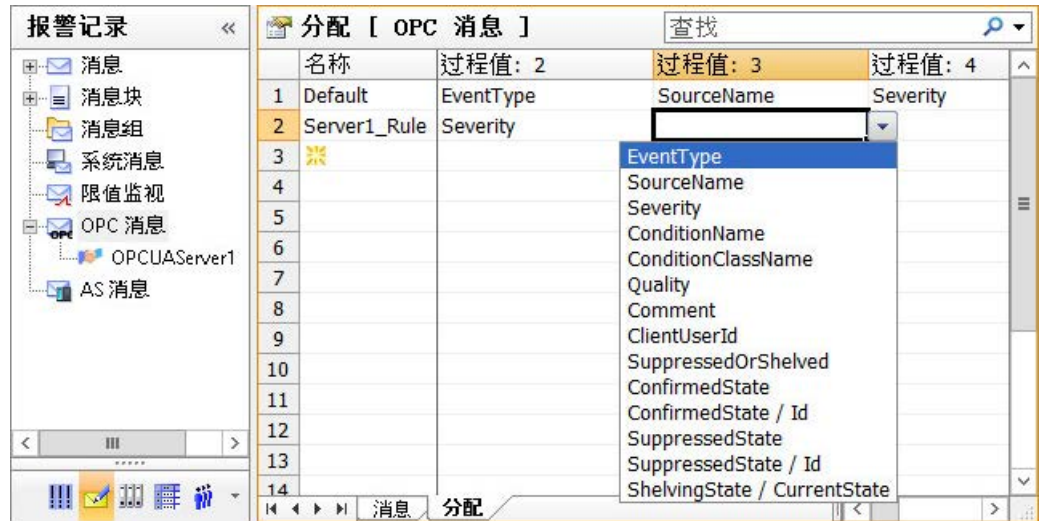 报警记录 «
消息
消息块
消息组
系统消息
限值监视
OPC 消息
OPCUAServer1
AS 消息
分配 [ OPC 消息 ] 查找
名称 过程值: 2 过程值: 3 过程值: 4
1 Default EventType SourceName Severity
2 Server1_Rule Severity
3
4
5
6
7
8
9
10
11
12
13
14
EventType
SourceName
Severity
ConditionName
ConditionClassName
Quality
Comment
ClientUserId
SuppressedOrShelved
ConfirmedState
ConfirmedState / Id
SuppressedState
SuppressedState / Id
ShelvingState / CurrentState
消息 分配